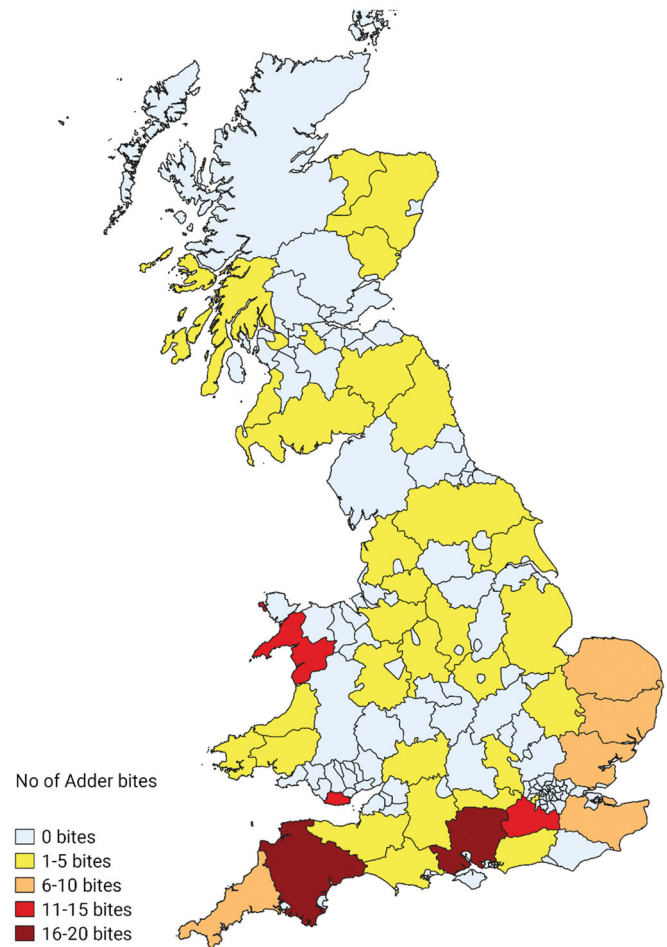 No of Adder bites
0 bites
1-5 bites
6-10 bites
11-15 bites
16-20 bites